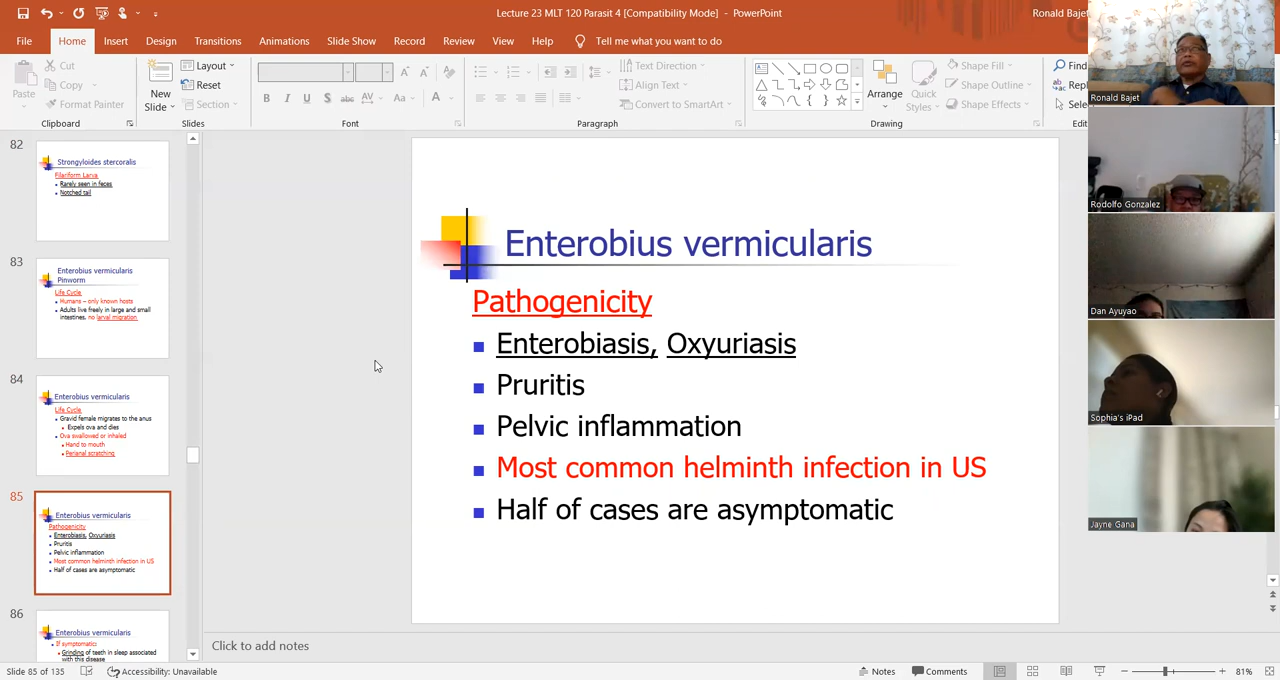 Lecture 23 MLT 120 Parasit 4 [Compatibility Mode] - PowerPoint
Ronald Bajet
File Home Insert Design Transitions Animations Slide Show Record Review View Help Tell me what you want to do
Paste
Cut
Copy
Format Painter
Clipboard
New Slide
Layout
Reset
Section
Slides
B I U S abc AV Aa A
Font
Text Direction
Align Text
Convert to SmartArt
Paragraph
Arrange
Quick Styles
Shape Fill
Shape Outline
Shape Effects
Drawing
Find
Repl
Selec
Edit
82
Strongyloides stercoralis
Filariform Larva
Rarely seen in feces
Notched tail
83
Enterobius vermicularis
Pinworm
Life Cycle
Humans – only known hosts
Adults live freely in large and small
intestines, no larval migration
84
Enterobius vermicularis
Life Cycle
Gravid female migrates to the anus
Expels ova and dies
Ova swallowed or inhaled
Hand to mouth
Perianal scratching
85
Enterobius vermicularis
Pathogenicity
Enterobiasis, Oxyuriasis
Pruritis
Pelvic inflammation
Most common helminth infection in US
Half of cases are asymptomatic
86
Enterobius vermicularis
If symptomatic:
Grinding of teeth in sleep associated
with this disease
Enterobius vermicularis
Pathogenicity
Enterobiasis, Oxyuriasis
Pruritis
Pelvic inflammation
Most common helminth infection in US
Half of cases are asymptomatic
Click to add notes
Ronald Bajet
Rodolfo Gonzalez
Dan Ayuyao
Sophia's iPad
Jayne Gana
Slide 85 of 135
Accessibility: Unavailable
Notes
Comments
81%